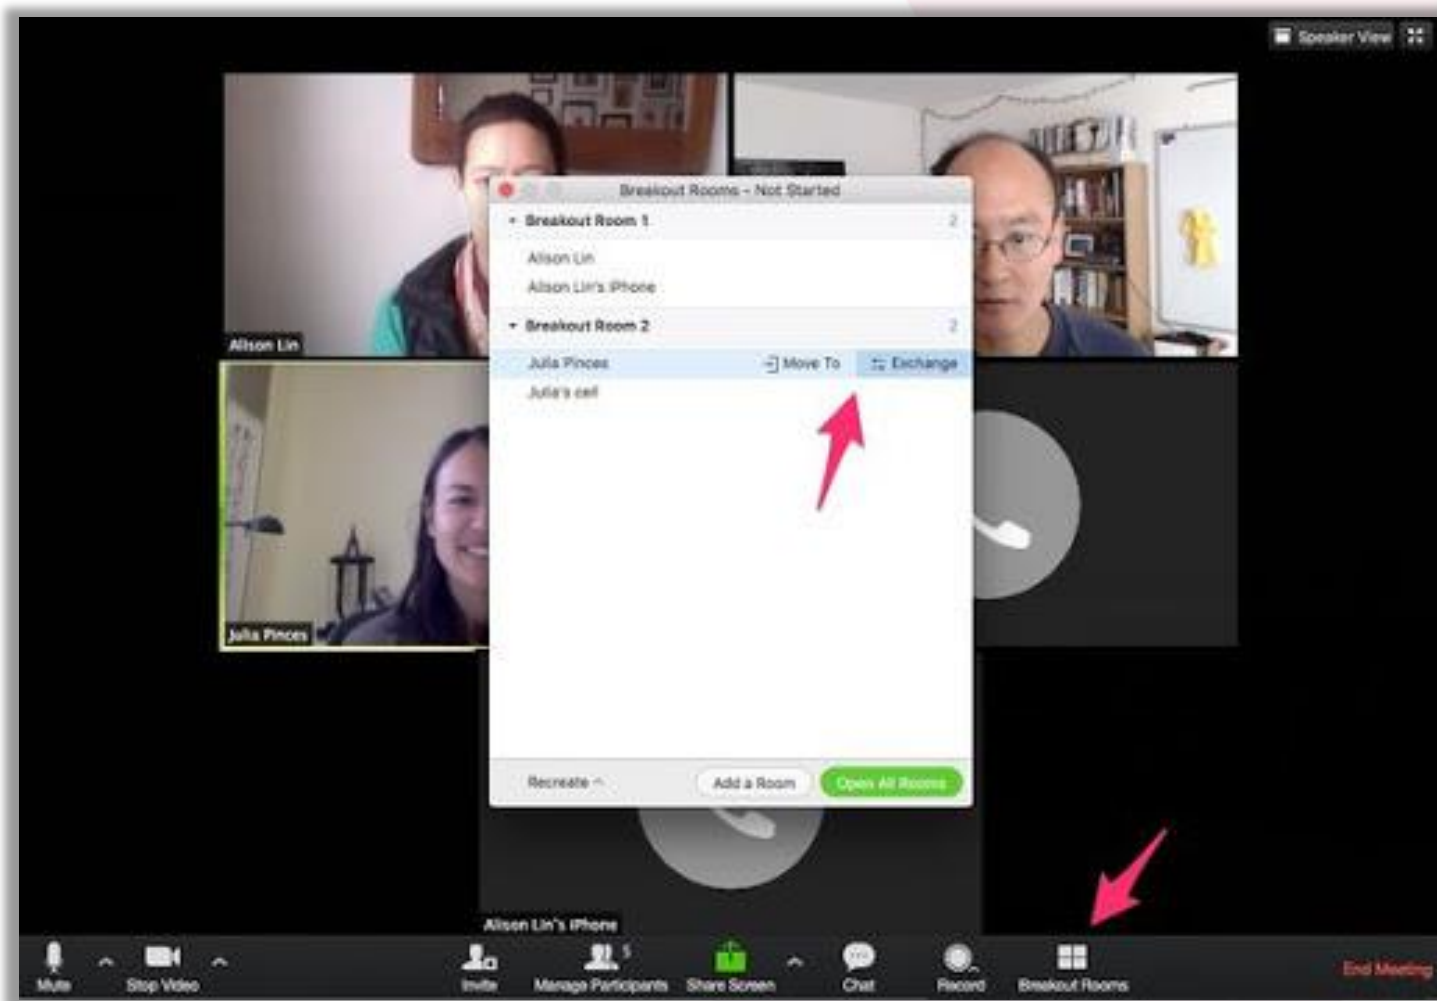 Speaker View
Breakout Rooms - Not Started
Breakout Room 1 2
Alison Lin
Alison Lin's iPhone
Breakout Room 2 2
Julia Pinces Move To Exchange
Julia's cell
Alison Lin
Julia Pinces
Recreate Add a Room Open All Rooms
Alison Lin's iPhone
5
Mute Stop Video Invite Manage Participants Share Screen Chat Record Breakout Rooms End Meeting